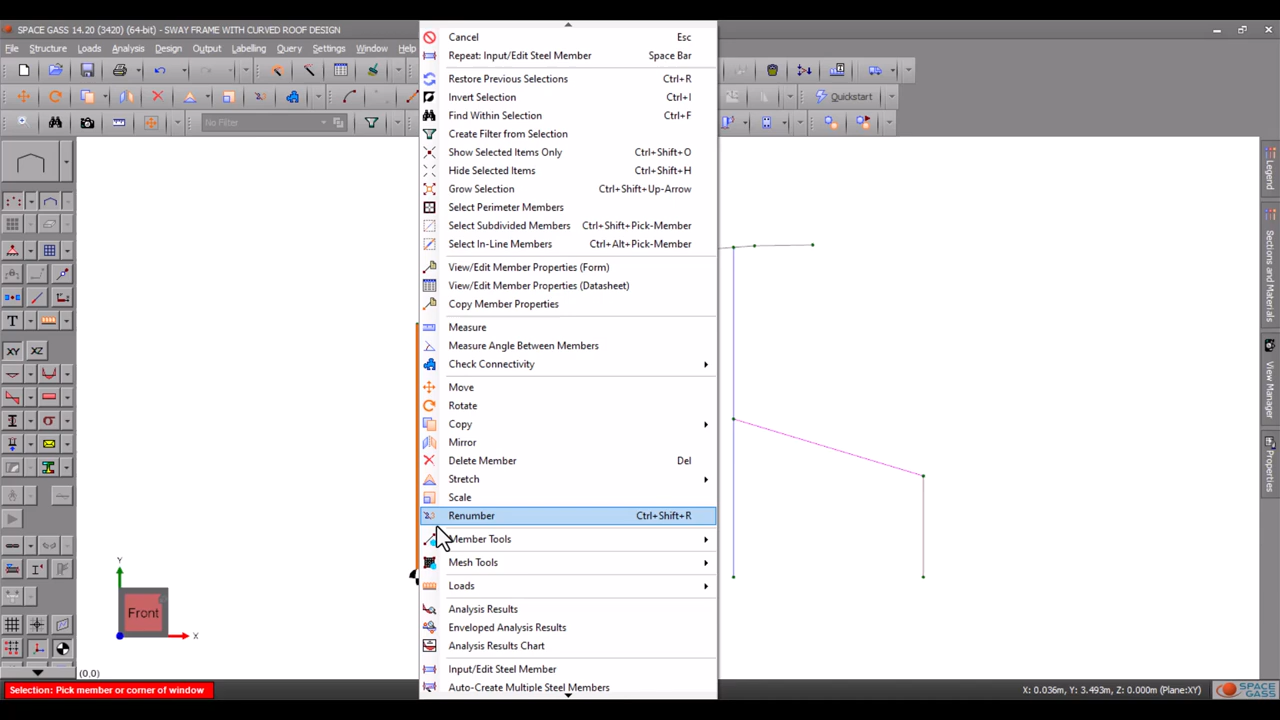 SPACE GASS 14.20 (3420) (64-bit) - SWAY FRAME WITH CURVED ROOF DESIGN
File Structure Loads Analysis Design Output Labelling Query Settings Window Help
Quickstart
No Filter
Cancel Esc
Repeat: Input/Edit Steel Member Space Bar
Restore Previous Selections Ctrl+R
Invert Selection Ctrl+I
Find Within Selection Ctrl+F
Create Filter from Selection
Show Selected Items Only Ctrl+Shift+O
Hide Selected Items Ctrl+Shift+H
Grow Selection Ctrl+Shift+Up-Arrow
Select Perimeter Members
Select Subdivided Members Ctrl+Shift+Pick-Member
Select In-Line Members Ctrl+Alt+Pick-Member
View/Edit Member Properties (Form)
View/Edit Member Properties (Datasheet)
Copy Member Properties
Measure
Measure Angle Between Members
Check Connectivity
Move
Rotate
Copy
Mirror
Delete Member Del
Stretch
Scale
Renumber Ctrl+Shift+R
Member Tools
Mesh Tools
Loads
Analysis Results
Enveloped Analysis Results
Analysis Results Chart
Input/Edit Steel Member
Auto-Create Multiple Steel Members
Legend
Sections and Materials
View Manager
Properties
T
XY XZ
Y
Front
X
(0,0)
Selection: Pick member or corner of window
X: 0.036m, Y: 3.493m, Z: 0.000m (Plane:XY)
SPACE GASS